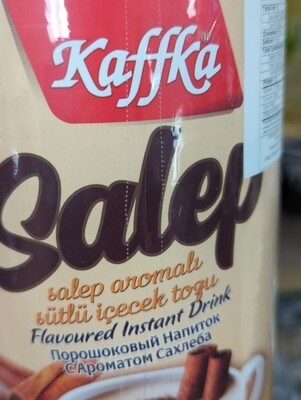 Kaffka
Salep
salep aromalı
sütlü içecek tozu
Flavoured Instant Drink
Порошоковый Напиток
с Ароматом Сахлеба